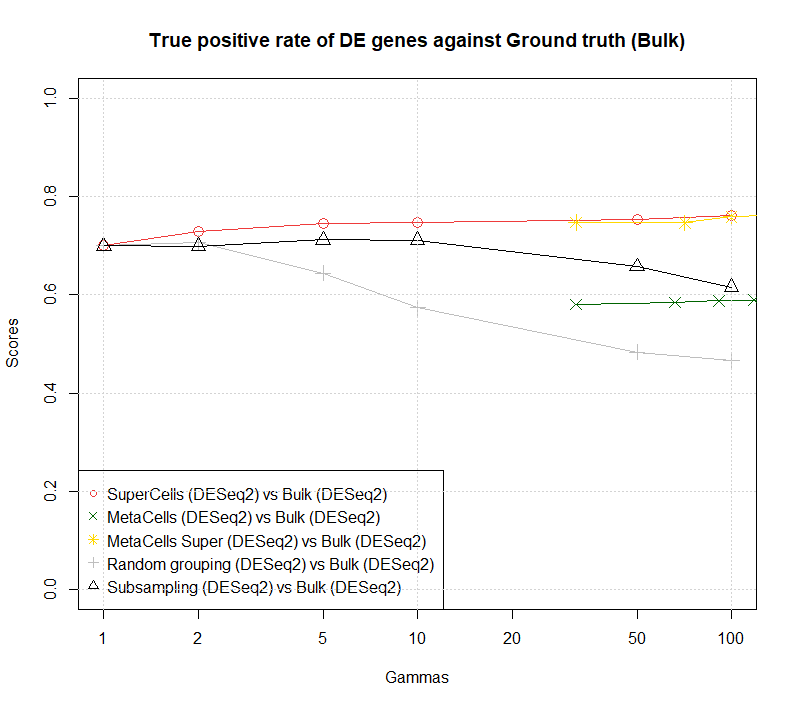 True positive rate of DE genes against Ground truth (Bulk)
Scores
1.0
0.8
0.6
0.4
0.2
0.0
SuperCells (DESeq2) vs Bulk (DESeq2)
MetaCells (DESeq2) vs Bulk (DESeq2)
MetaCells Super (DESeq2) vs Bulk (DESeq2)
Random grouping (DESeq2) vs Bulk (DESeq2)
Subsampling (DESeq2) vs Bulk (DESeq2)
1 2 5 10 20 50 100
Gammas